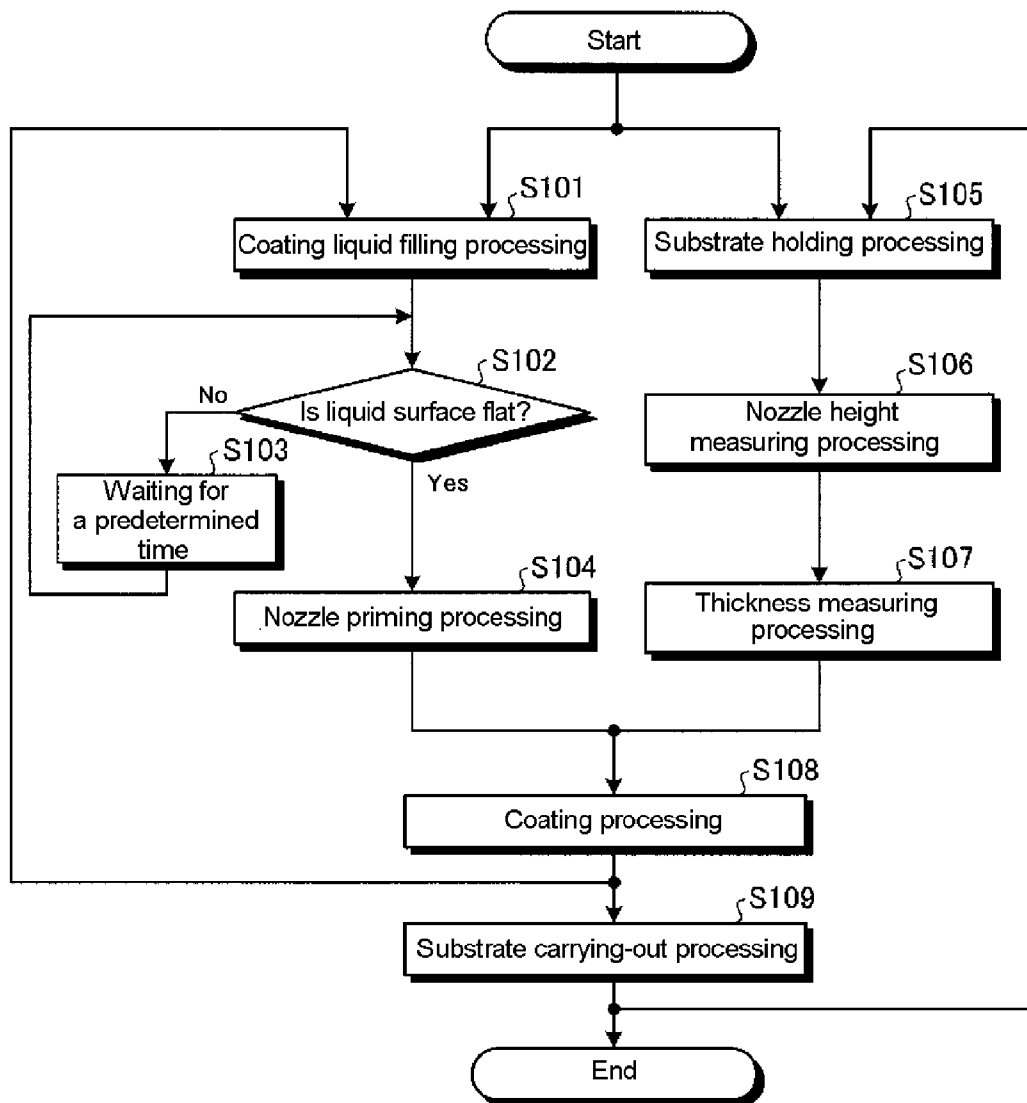 Start
S101
Coating liquid filling processing
S105
Substrate holding processing
S102
Is liquid surface flat?
No
Yes
S103
Waiting for
a predetermined
time
S106
Nozzle height
measuring processing
S104
Nozzle priming processing
S107
Thickness measuring
processing
S108
Coating processing
S109
Substrate carrying-out processing
End